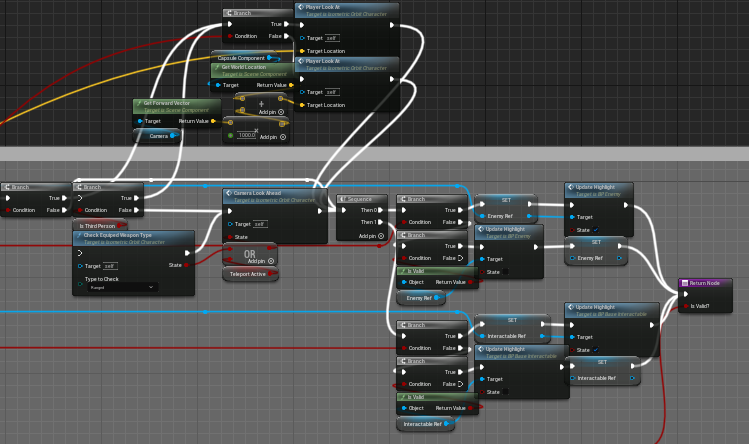 Branch
True
Condition
False
Player Look At
Target is Isometric Orbit Character
Target
self
Target Location
Capsule Component
Get World Location
Target is Scene Component
Target
Return Value
Player Look At
Target is Isometric Orbit Character
Target
self
Target Location
Get Forward Vector
Target is Scene Component
Target
Return Value
Camera
Add pin
1000.0
Add pin
Branch
True
Condition
False
Branch
True
Condition
False
Is Third Person
Check Equiped Weapon Type
Target is Isometric Orbit Character
Target
self
State
Type to Check
Camera Look Ahead
Target is Isometric Orbit Character
Target
self
State
OR
Add pin
Teleport Active
Sequence
Then 0
Then 1
Add pin
Branch
True
Condition
False
Branch
True
Condition
False
Is Valid
Object
Return Value
Enemy Ref
SET
Enemy Ref
Update Highlight
Target is BP Enemy
Target
State
Update Highlight
Target is BP Enemy
Target
State
SET
Enemy Ref
Return Node
Is Valid?
Branch
True
Condition
False
Branch
True
Condition
False
Is Valid
Object
Return Value
Interactable Ref
SET
Interactable Ref
Update Highlight
Target is BP Base Interactable
Target
State
Update Highlight
Target is BP Base Interactable
Target
State
SET
Interactable Ref